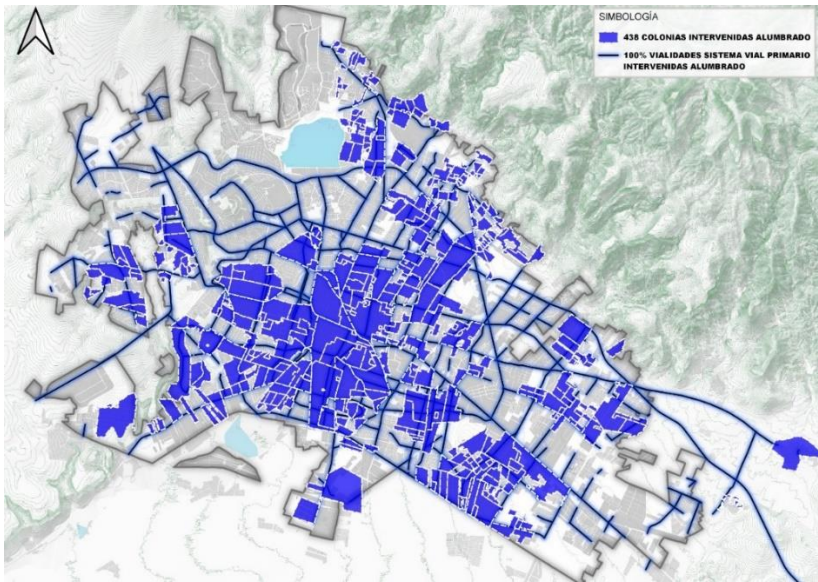 SIMBOLOGÍA
438 COLONIAS INTERVENIDAS ALUMBRADO
100% VIALIDADES SISTEMA VIAL PRIMARIO
INTERVENIDAS ALUMBRADO